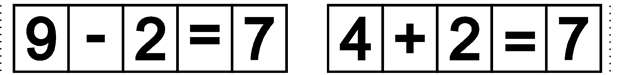 9 - 2 = 7 4 + 2 = 7